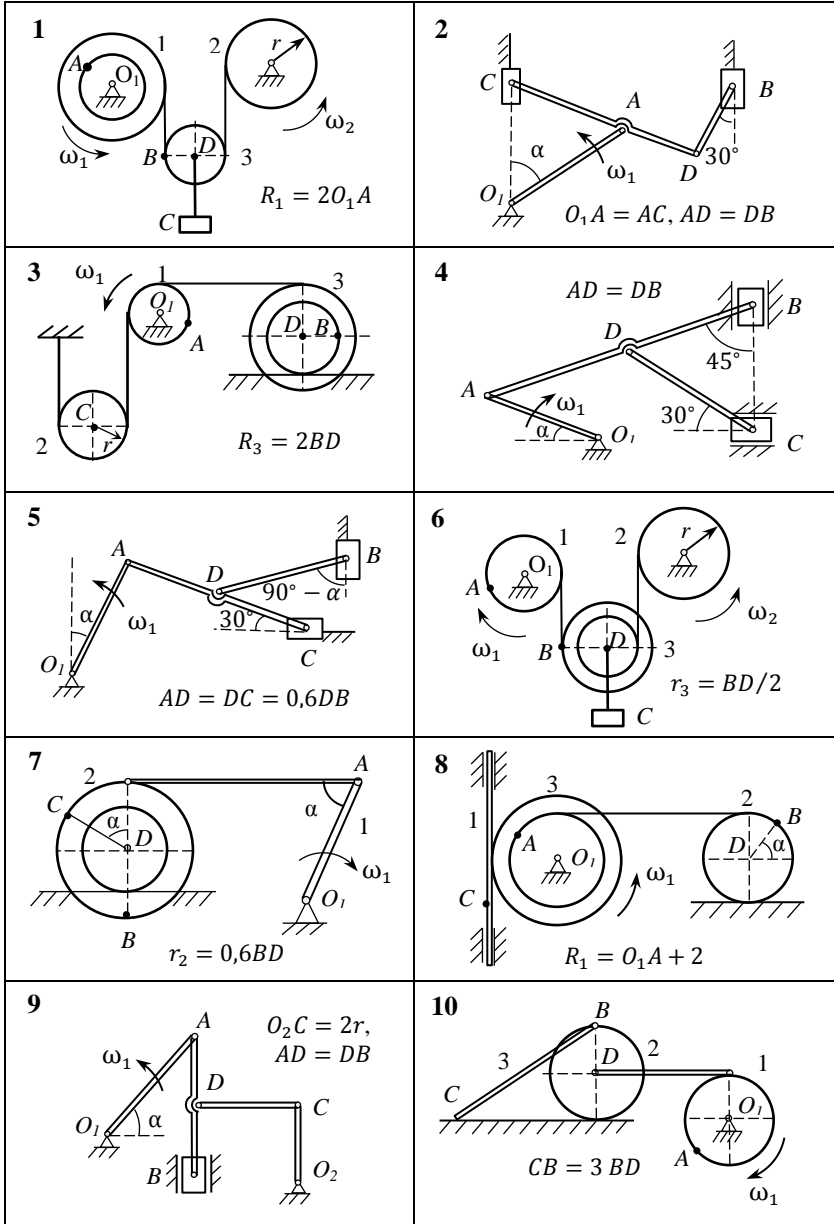 1
A
O₁
1
2
r
ω₁
ω₂
B
D
3
C
R₁ = 2O₁A
2
C
A
B
α
ω₁
D
30°
O₁
O₁A = AC, AD = DB
3
ω₁
1
O₁
A
3
D
B
C
2
r
R₃ = 2BD
4
AD = DB
B
D
45°
A
ω₁
α
O₁
30°
C
5
A
D
B
90° − α
α
ω₁
30°
C
O₁
AD = DC = 0,6DB
6
1
2
r
O₁
A
ω₁
ω₂
B
D
3
C
r₃ = BD/2
7
2
A
C
α
D
α
1
ω₁
O₁
B
r₂ = 0,6BD
8
3
1
2
B
A
O₁
D
α
C
ω₁
R₁ = O₁A + 2
9
A
O₂C = 2r,
AD = DB
ω₁
D
C
O₁
α
B
O₂
10
B
3
D
2
1
C
O₁
A
CB = 3 BD
ω₁